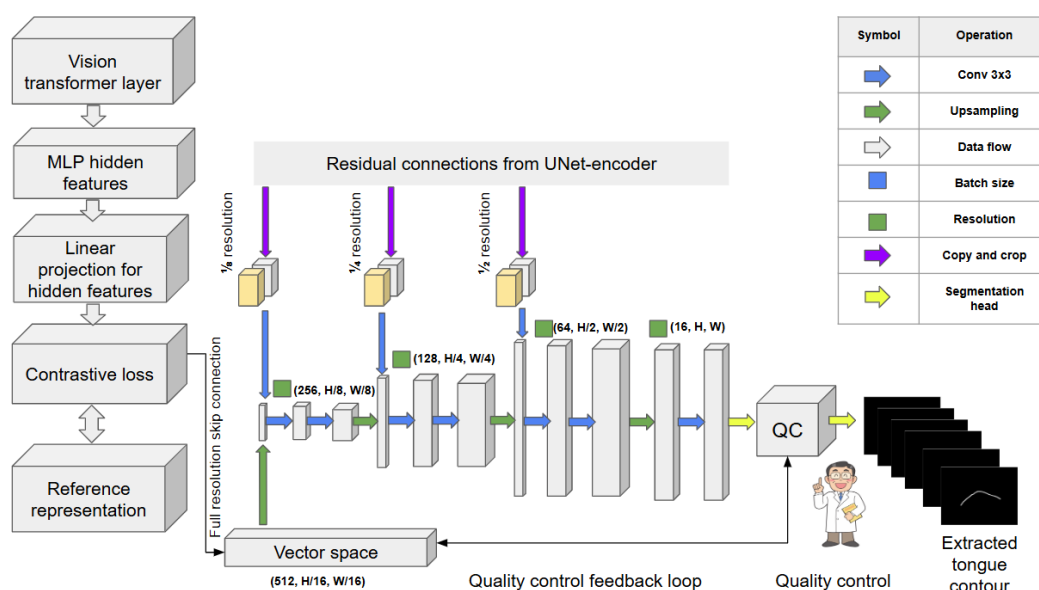 Vision
transformer layer
MLP hidden
features
Linear
projection for
hidden features
Contrastive loss
Reference
representation
Full resolution skip connection
Residual connections from UNet-encoder
⅛ resolution
¼ resolution
½ resolution
(256, H/8, W/8)
(128, H/4, W/4)
(64, H/2, W/2)
(16, H, W)
Vector space
(512, H/16, W/16)
Quality control feedback loop
QC
Quality control
Extracted
tongue
contour
Symbol Operation
Conv 3x3
Upsampling
Data flow
Batch size
Resolution
Copy and crop
Segmentation
head